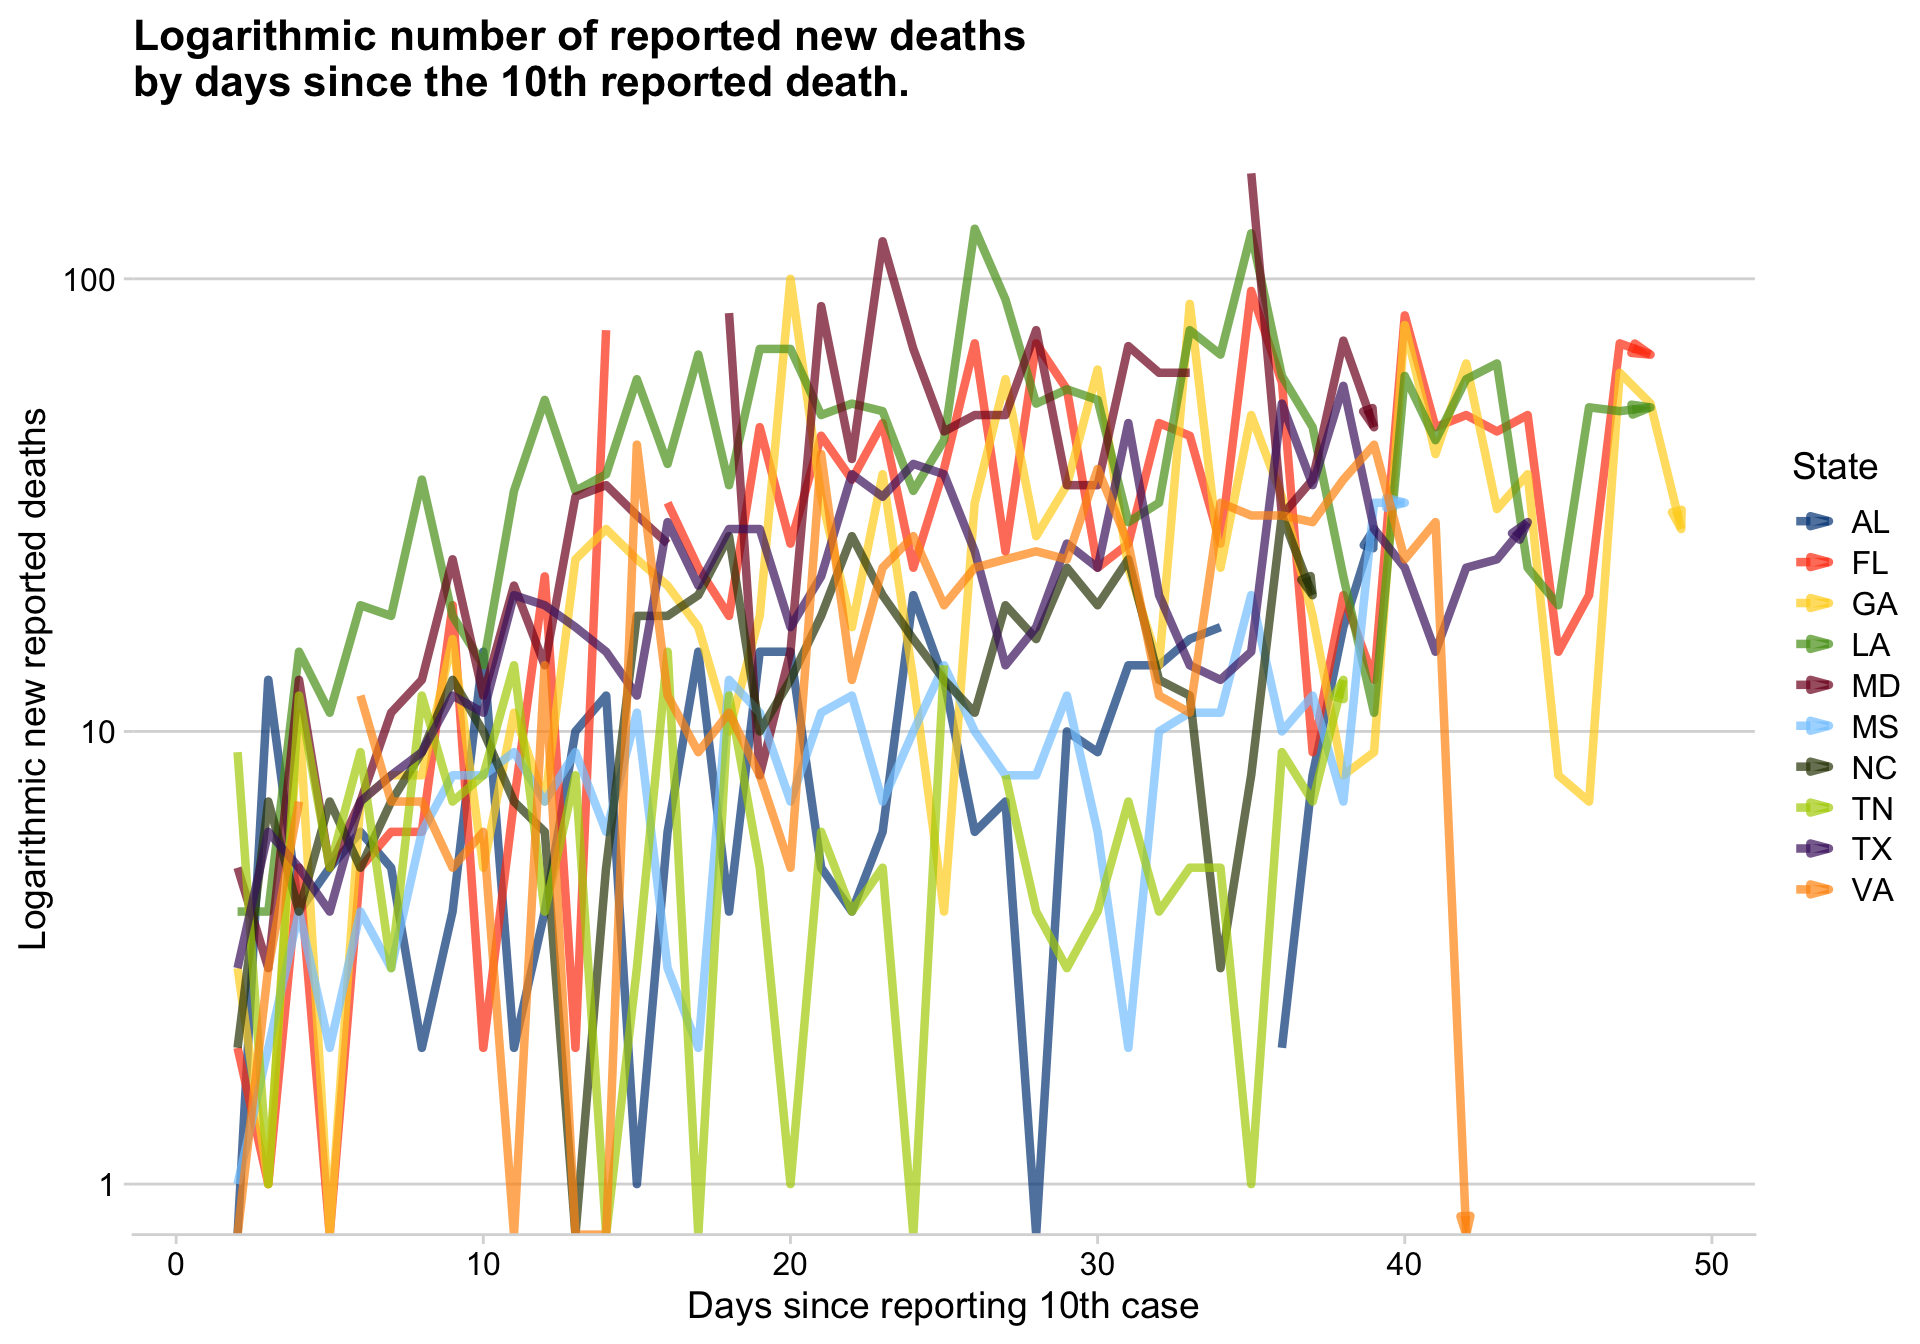 Logarithmic number of reported new deaths
by days since the 10th reported death.
Logarithmic new reported deaths
100
10
1
0
10
20
30
40
50
Days since reporting 10th case
State
AL
FL
GA
LA
MD
MS
NC
TN
TX
VA